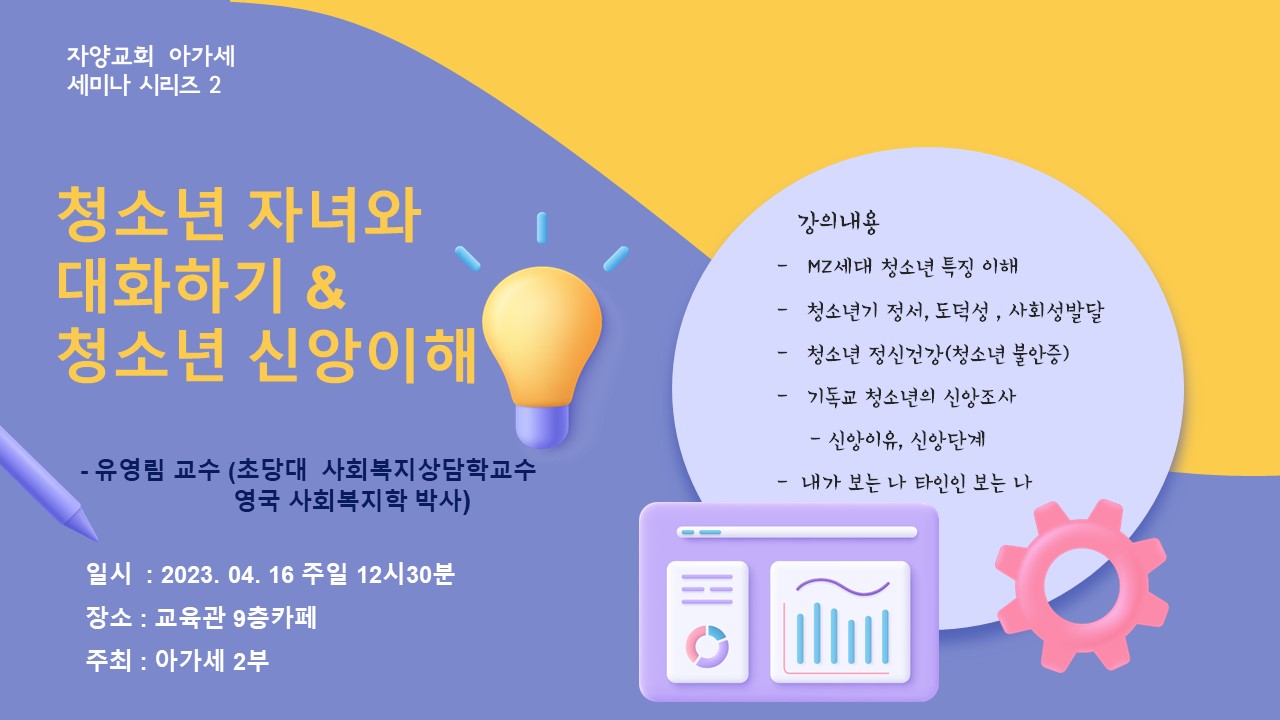 자양교회 아가세
세미나 시리즈 2
청소년 자녀와
대화하기 &
청소년 신앙이해
- 유영림 교수 (초당대 사회복지상담학교수
영국 사회복지학 박사)
일시 : 2023. 04. 16 주일 12시30분
장소 : 교육관 9층카페
주최 : 아가세 2부
강의내용
- MZ세대 청소년 특징 이해
- 청소년기 정서, 도덕성 , 사회성발달
- 청소년 정신건강(청소년 불안증)
- 기독교 청소년의 신앙조사
- 신앙이유, 신앙단계
- 내가 보는 나 타인인 보는 나